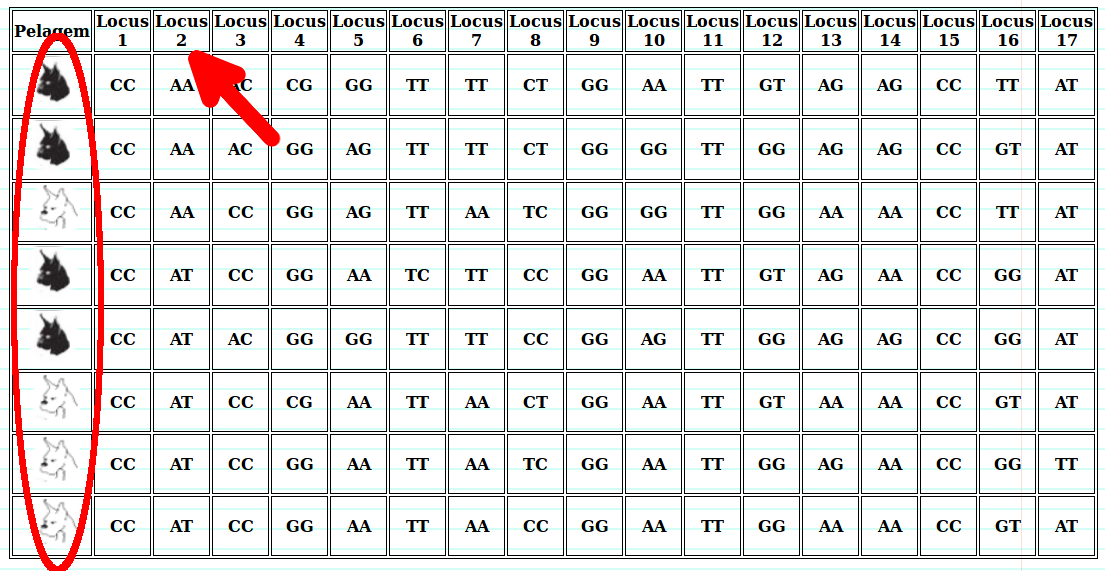 Pelagem Locus 1 Locus 2 Locus 3 Locus 4 Locus 5 Locus 6 Locus 7 Locus 8 Locus 9 Locus 10 Locus 11 Locus 12 Locus 13 Locus 14 Locus 15 Locus 16 Locus 17
CC AA AC CG GG TT TT CT GG AA TT GT AG AG CC TT AT
CC AA AC GG AG TT TT CT GG GG TT GG AG AG CC GT AT
CC AA CC GG AG TT AA TC GG GG TT GG AA AA CC TT AT
CC AT CC GG AA TC TT CC GG AA TT GT AG AA CC GG AT
CC AT AC GG GG TT TT CC GG AG TT GG AG AG CC GG AT
CC AT CC CG AA TT AA CT GG AA TT GT AA AA CC GT AT
CC AT CC GG AA TT AA TC GG AA TT GG AG AA CC GG TT
CC AT CC GG AA TT AA CC GG AA TT GG AA AA CC GT AT